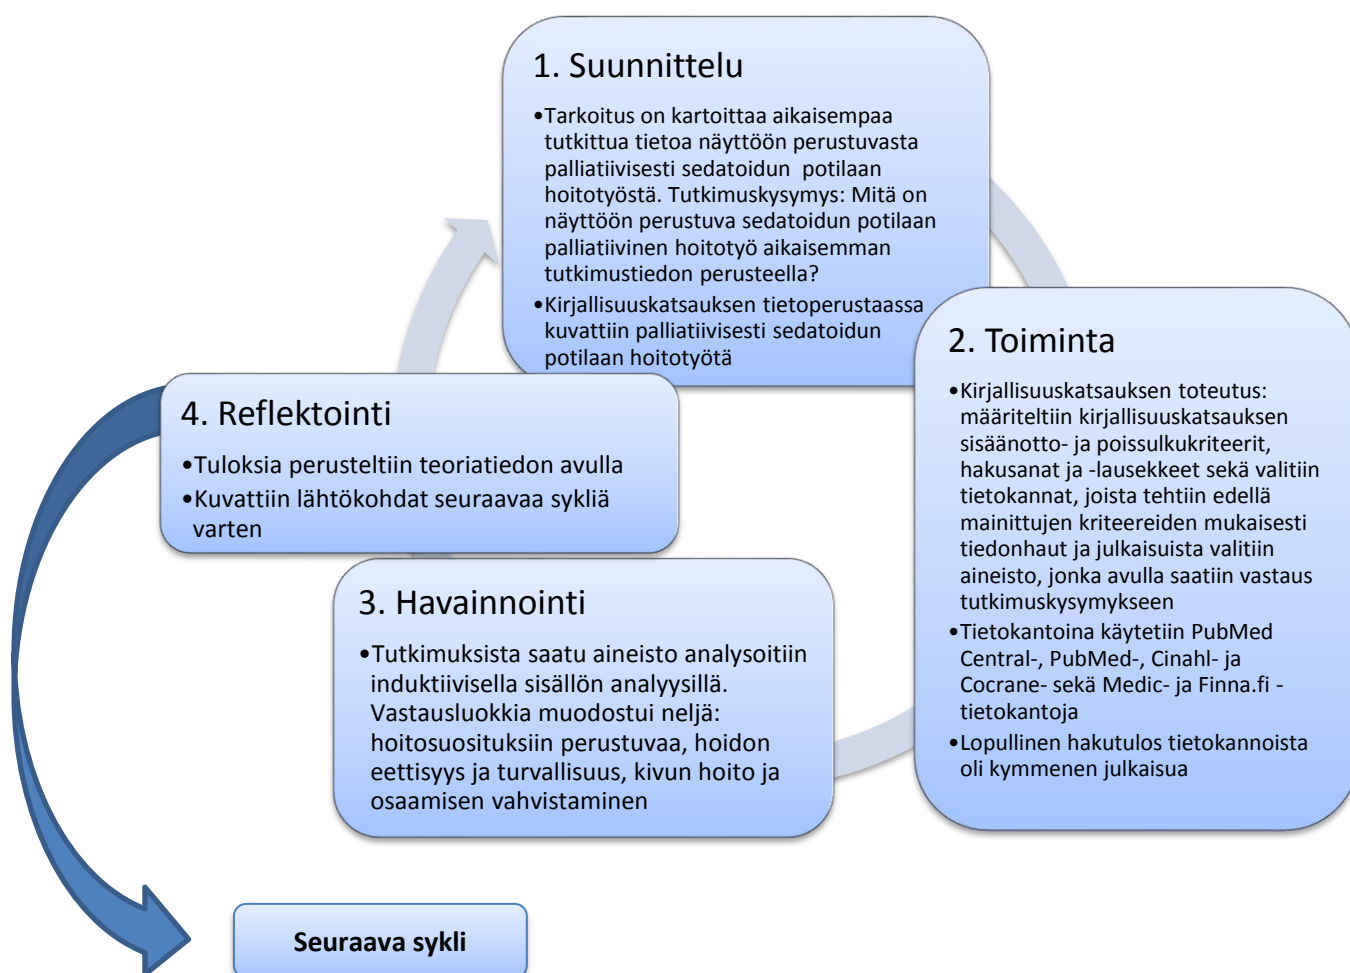 1. Suunnittelu
•Tarkoitus on kartoittaa aikaisempaa
tutkittua tietoa näyttöön perustuvasta
palliatiivisesti sedatoidun potilaan
hoitotyöstä. Tutkimuskysymys: Mitä on
näyttöön perustuva sedatoidun potilaan
palliatiivinen hoitotyö aikaisemman
tutkimustiedon perusteella?
•Kirjallisuuskatsauksen tietoperustaassa
kuvattiin palliatiivisesti sedatoidun
potilaan hoitotyötä
2. Toiminta
•Kirjallisuuskatsauksen toteutus:
määriteltiin kirjallisuuskatsauksen
sisäänotto- ja poissulkukriteerit,
hakusanat ja -lausekkeet sekä valitiin
tietokannat, joista tehtiin edellä
mainittujen kriteereiden mukaisesti
tiedonhaut ja julkaisuista valitiin
aineisto, jonka avulla saatiin vastaus
tutkimuskysymykseen
•Tietokantoina käytetiin PubMed
Central-, PubMed-, Cinahl- ja
Cocrane- sekä Medic- ja Finna.fi -
tietokantoja
•Lopullinen hakutulos tietokannoista
oli kymmenen julkaisua
3. Havainnointi
•Tutkimuksista saatu aineisto analysoitiin
induktiivisella sisällön analyysillä.
Vastausluokkia muodostui neljä:
hoitosuosituksiin perustuvaa, hoidon
eettisyys ja turvallisuus, kivun hoito ja
osaamisen vahvistaminen
4. Reflektointi
•Tuloksia perusteltiin teoriatiedon avulla
•Kuvattiin lähtökohdat seuraavaa sykliä
varten
Seuraava sykli